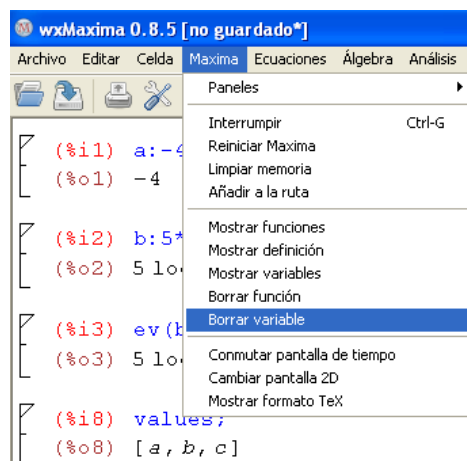 wxMaxima 0.8.5 [no guardado*]
Archivo Editar Celda Maxima Ecuaciones Álgebra Análisis
Paneles
Interrumpir Ctrl-G
Reiniciar Maxima
Limpiar memoria
Añadir a la ruta
Mostrar funciones
Mostrar definición
Mostrar variables
Borrar función
Borrar variable
Conmutar pantalla de tiempo
Cambiar pantalla 2D
Mostrar formato TeX
(%i1) a:-4
(%o1) -4
(%i2) b:5*
(%o2) 5 lo
(%i3) ev(b
(%o3) 5 lo
(%i8) values;
(%o8) [a,b,c]